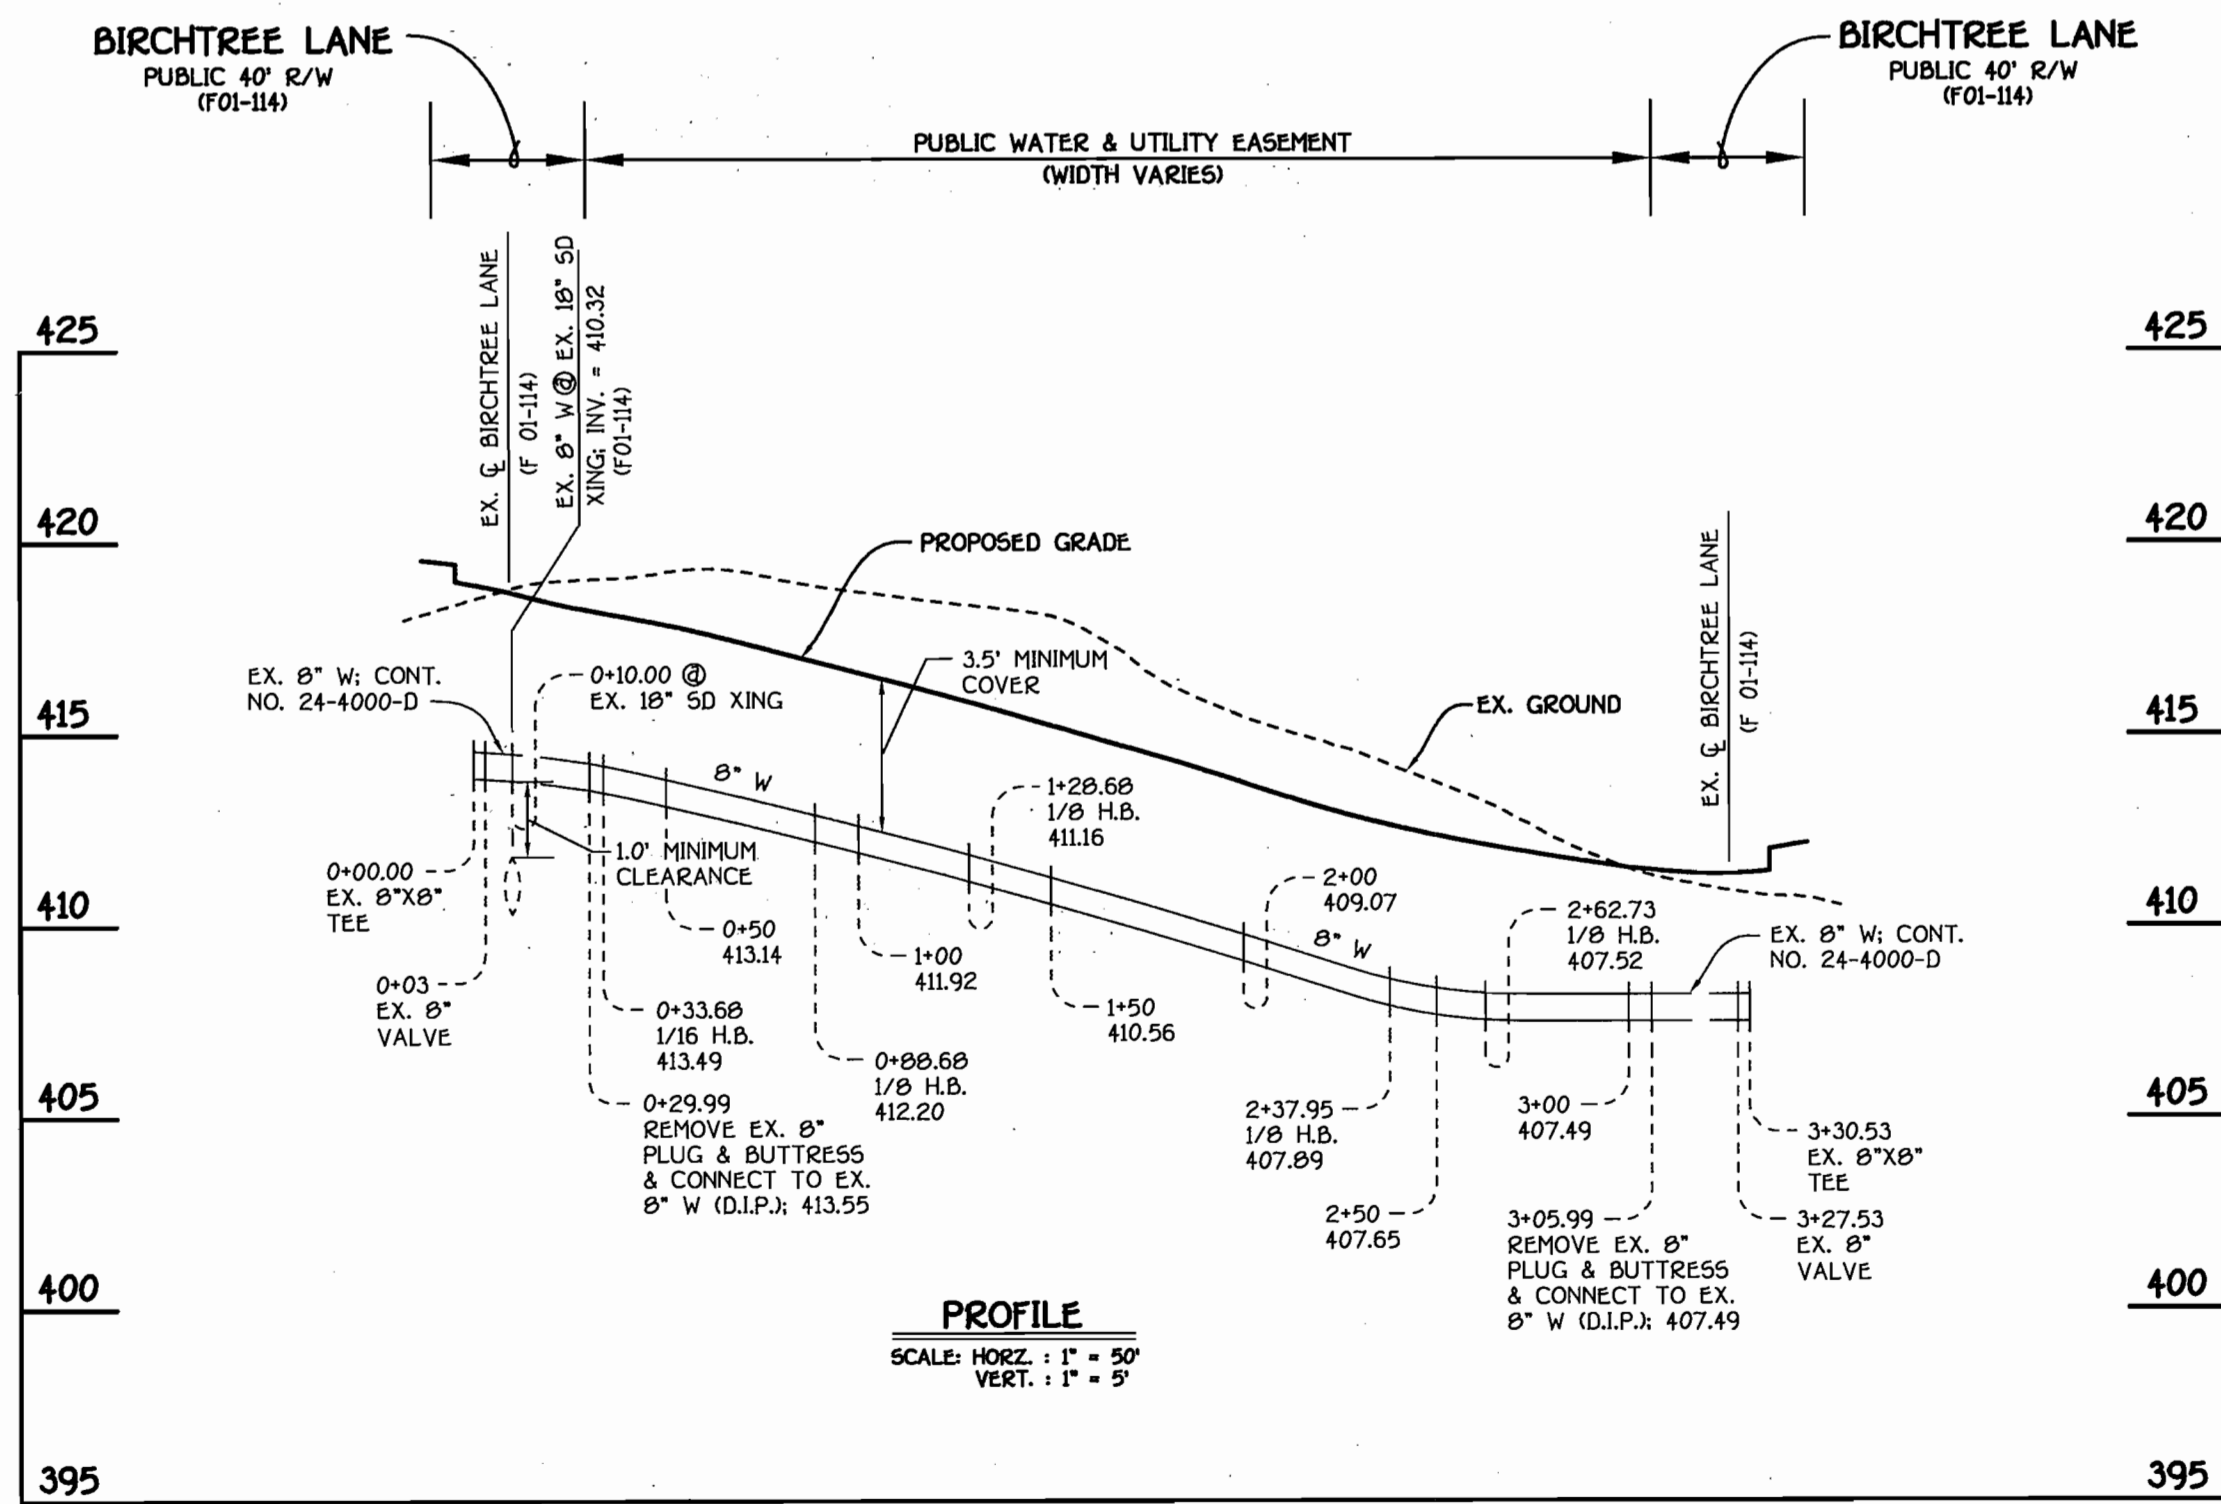 BIRCHTREE LANE
PUBLIC 40' R/W
(F01-114)
BIRCHTREE LANE
PUBLIC 40' R/W
(F01-114)
PUBLIC WATER & UTILITY EASEMENT
(WIDTH VARIES)
EX. ℄ BIRCHTREE LANE
(F 01-114)
EX. 8" W @ EX. 18" SD
XING; INV. = 410.32
(F01-114)
425
425
420
420
PROPOSED GRADE
EX. ℄ BIRCHTREE LANE
(F 01-114)
3.5' MINIMUM
COVER
EX. 8" W; CONT.
NO. 24-4000-D
0+10.00 @
EX. 18" SD XING
EX. GROUND
415
415
8" W
1+28.68
1/8 H.B.
411.16
1.0' MINIMUM
CLEARANCE
0+00.00
EX. 8"X8"
TEE
2+00
409.07
410
410
2+62.73
1/8 H.B.
407.52
0+50
413.14
1+00
411.92
8" W
EX. 8" W; CONT.
NO. 24-4000-D
0+03
EX. 8"
VALVE
0+33.68
1/16 H.B.
413.49
1+50
410.56
0+88.68
1/8 H.B.
412.20
405
405
0+29.99
REMOVE EX. 8"
PLUG & BUTTRESS
& CONNECT TO EX.
8" W (D.I.P.); 413.55
2+37.95
1/8 H.B.
407.89
3+00
407.49
3+30.53
EX. 8"X8"
TEE
2+50
407.65
3+05.99
REMOVE EX. 8"
PLUG & BUTTRESS
& CONNECT TO EX.
8" W (D.I.P.); 407.49
3+27.53
EX. 8"
VALVE
400
400
PROFILE
SCALE: HORZ. : 1" = 50'
VERT. : 1" = 5'
395
395